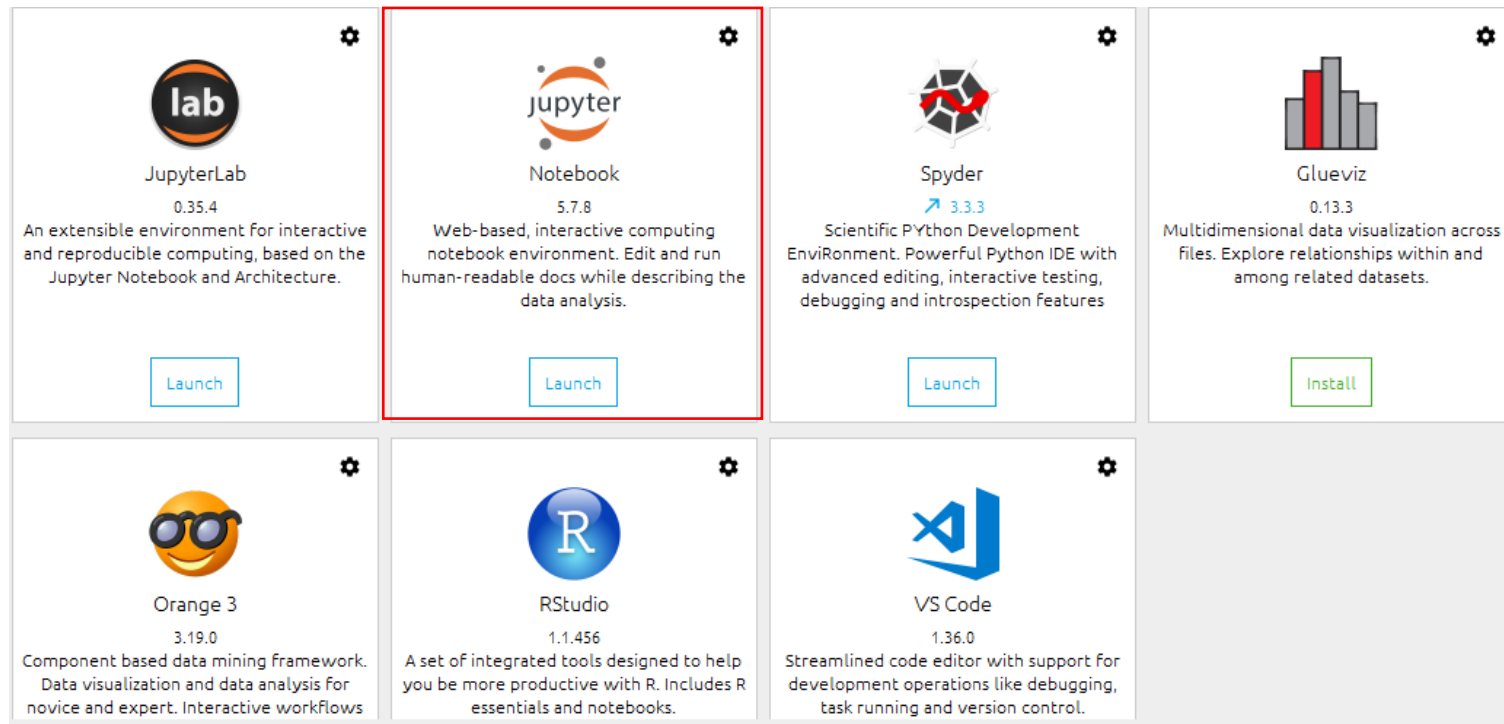 lab
JupyterLab
0.35.4
An extensible environment for interactive
and reproducible computing, based on the
Jupyter Notebook and Architecture.
Launch
jupyter
Notebook
5.7.8
Web-based, interactive computing
notebook environment. Edit and run
human-readable docs while describing the
data analysis.
Launch
Spyder
3.3.3
Scientific PYthon Development
EnviRonment. Powerful Python IDE with
advanced editing, interactive testing,
debugging and introspection features
Launch
Glueviz
0.13.3
Multidimensional data visualization across
files. Explore relationships within and
among related datasets.
Install
Orange 3
3.19.0
Component based data mining framework.
Data visualization and data analysis for
novice and expert. Interactive workflows
R
RStudio
1.1.456
A set of integrated tools designed to help
you be more productive with R. Includes R
essentials and notebooks.
VS Code
1.36.0
Streamlined code editor with support for
development operations like debugging,
task running and version control.